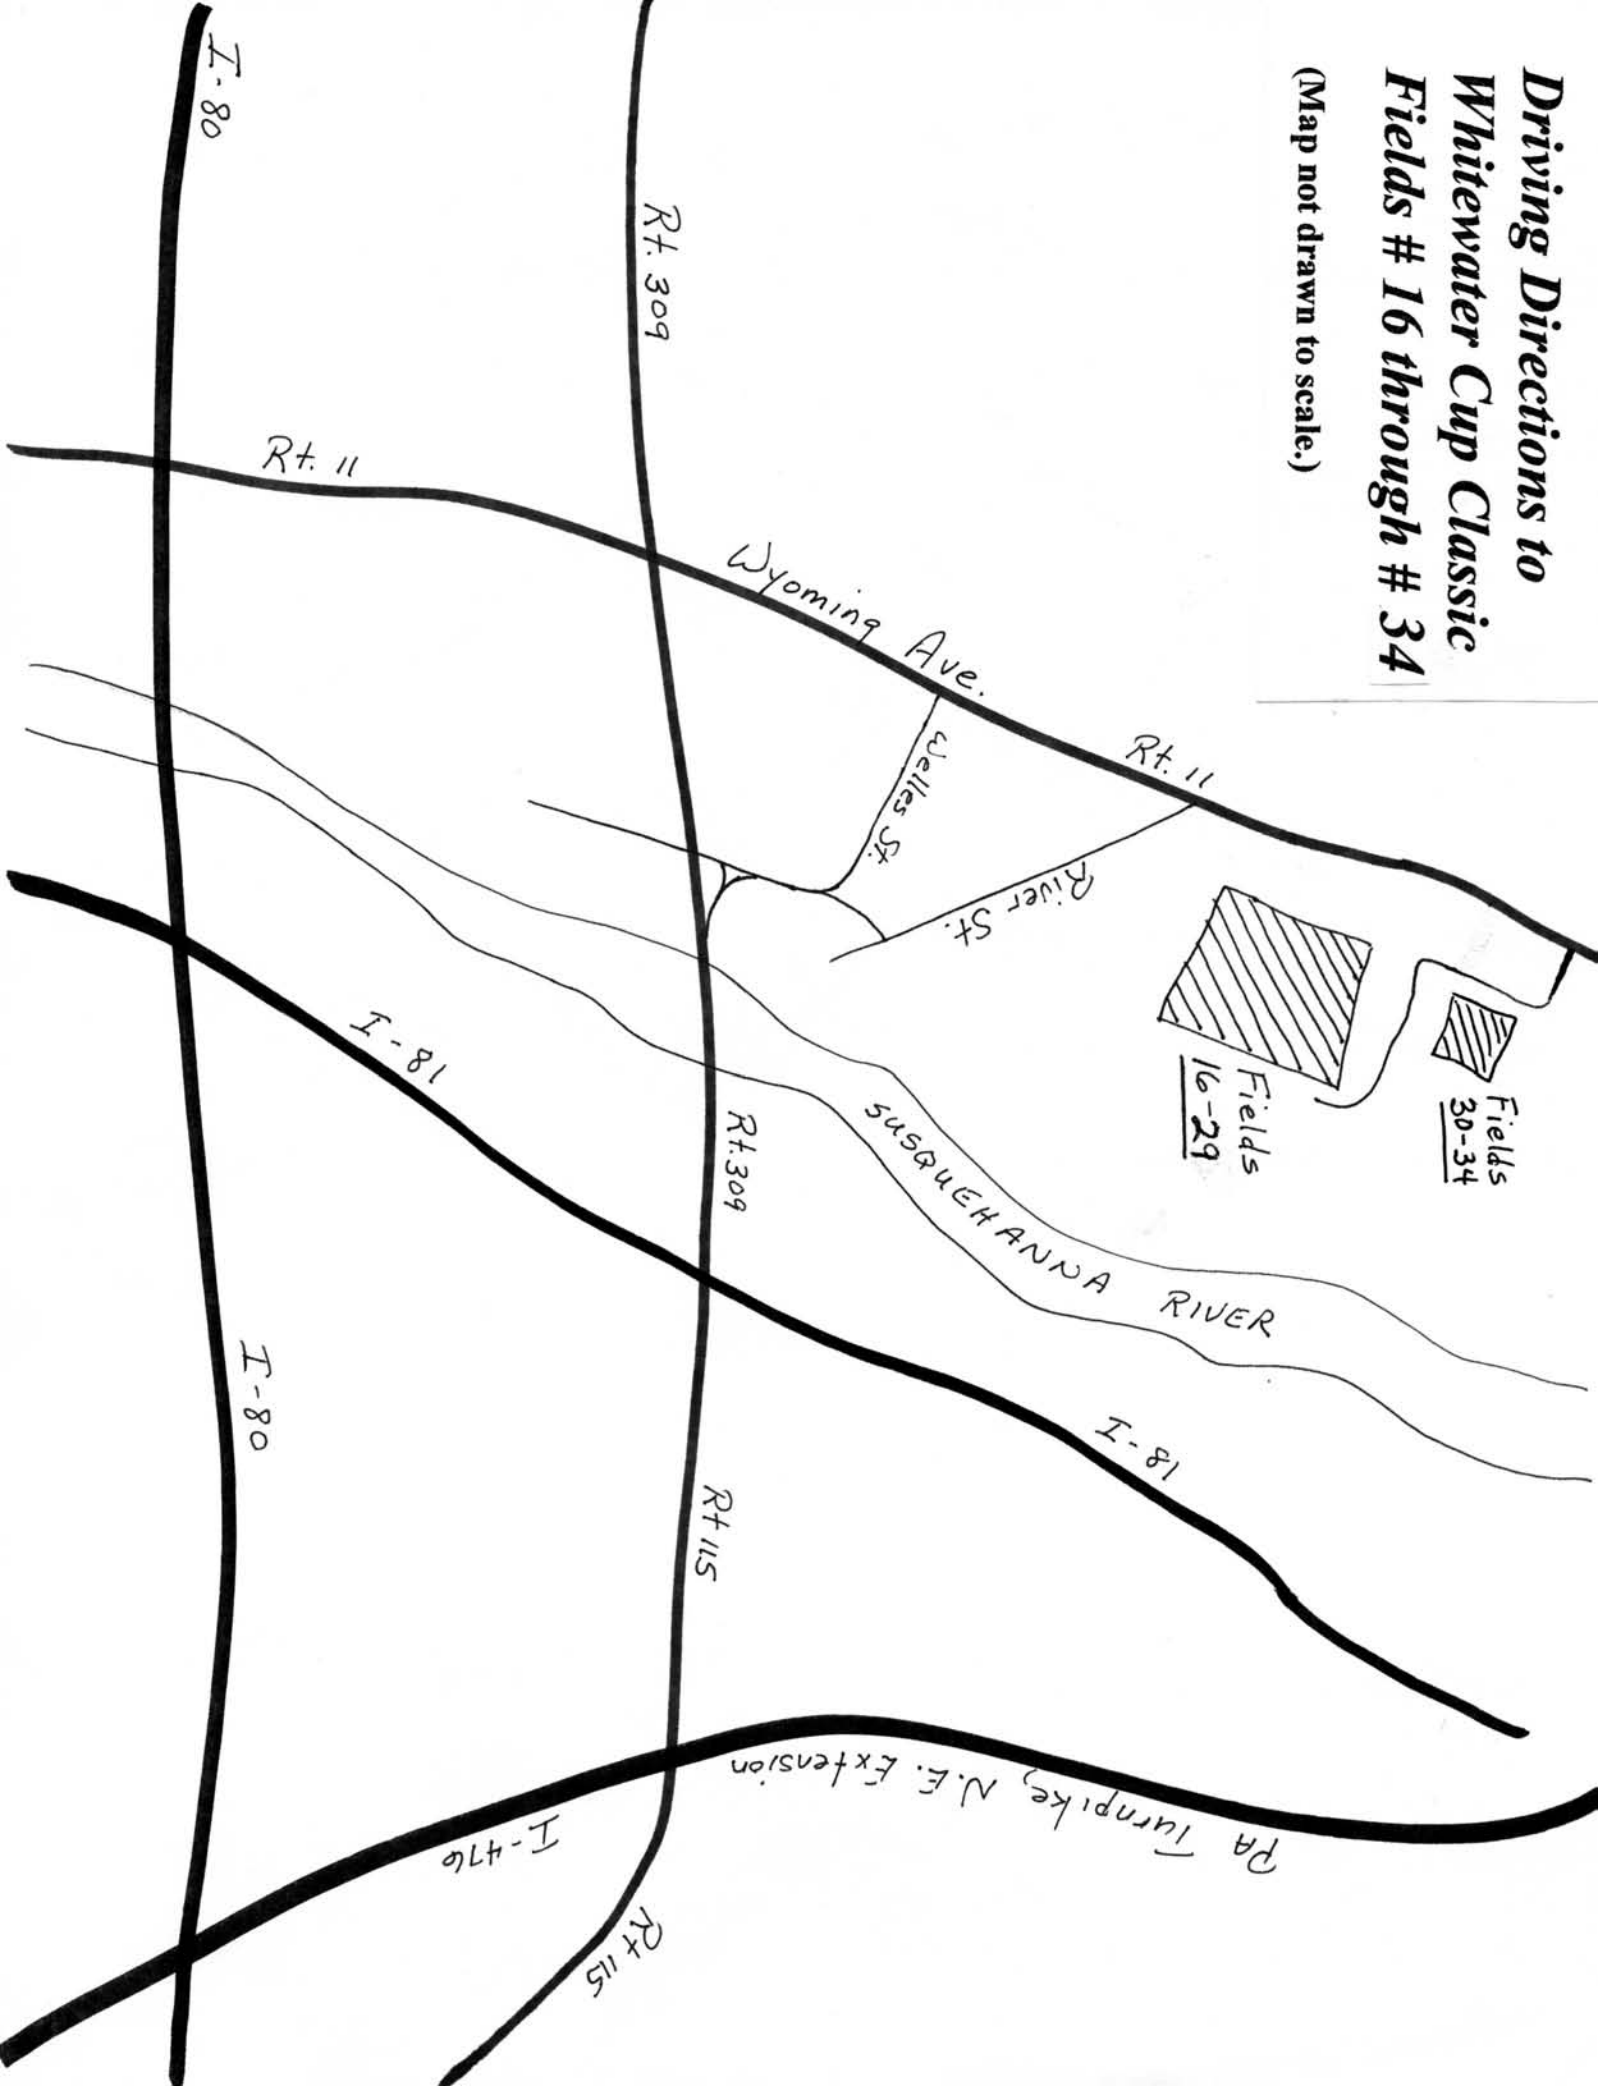 Driving Directions to
Whitewater Cup Classic
Fields # 16 through # 34
(Map not drawn to scale.)
Rt. 11
Fields
30-34
Fields
16-29
River St.
Welles St.
Wyoming Ave.
SUSQUEHANNA RIVER
I-81
PA Turnpike, N.E. Extension
Rt. 309
Rt. 309
Rt 115
Rt 115
Rt. 11
I-81
I-476
I-80
I-80